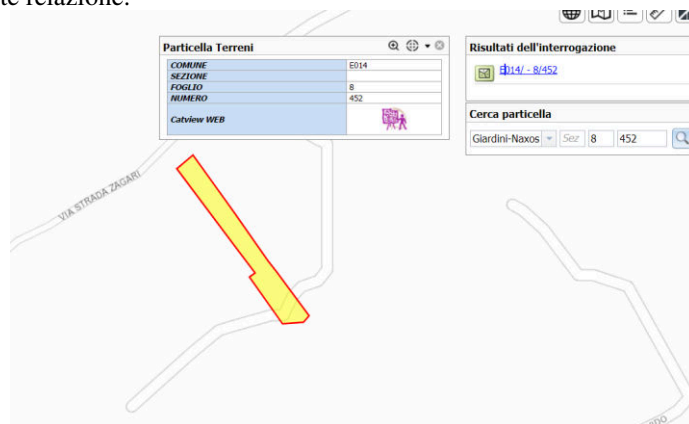 te relazione.
Particella Terreni
COMUNE E014
SEZIONE
FOGLIO 8
NUMERO 452
Catview WEB
Risultati dell'interrogazione
E014/ - 8/452
Cerca particella
Giardini-Naxos Sez 8 452
VIA STRADA ZAGARI